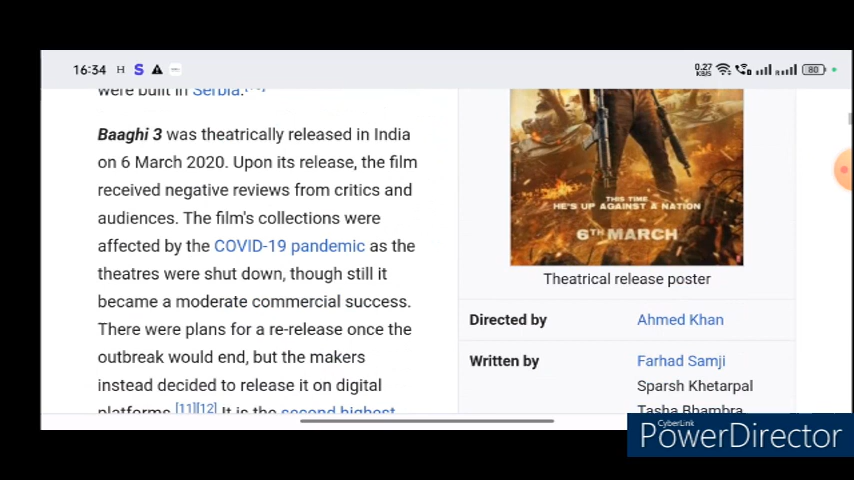 16:34 H S 0.27 KB/S 80
were built in Serbia.
Baaghi 3 was theatrically released in India
on 6 March 2020. Upon its release, the film
received negative reviews from critics and
audiences. The film's collections were
affected by the COVID-19 pandemic as the
theatres were shut down, though still it
became a moderate commercial success.
There were plans for a re-release once the
outbreak would end, but the makers
instead decided to release it on digital
platforms.[11][12] It is the second highest
THIS TIME
HE'S UP AGAINST A NATION
6TH MARCH
Theatrical release poster
Directed by Ahmed Khan
Written by Farhad Samji
Sparsh Khetarpal
Tasha Bhambra
CyberLink
PowerDirector